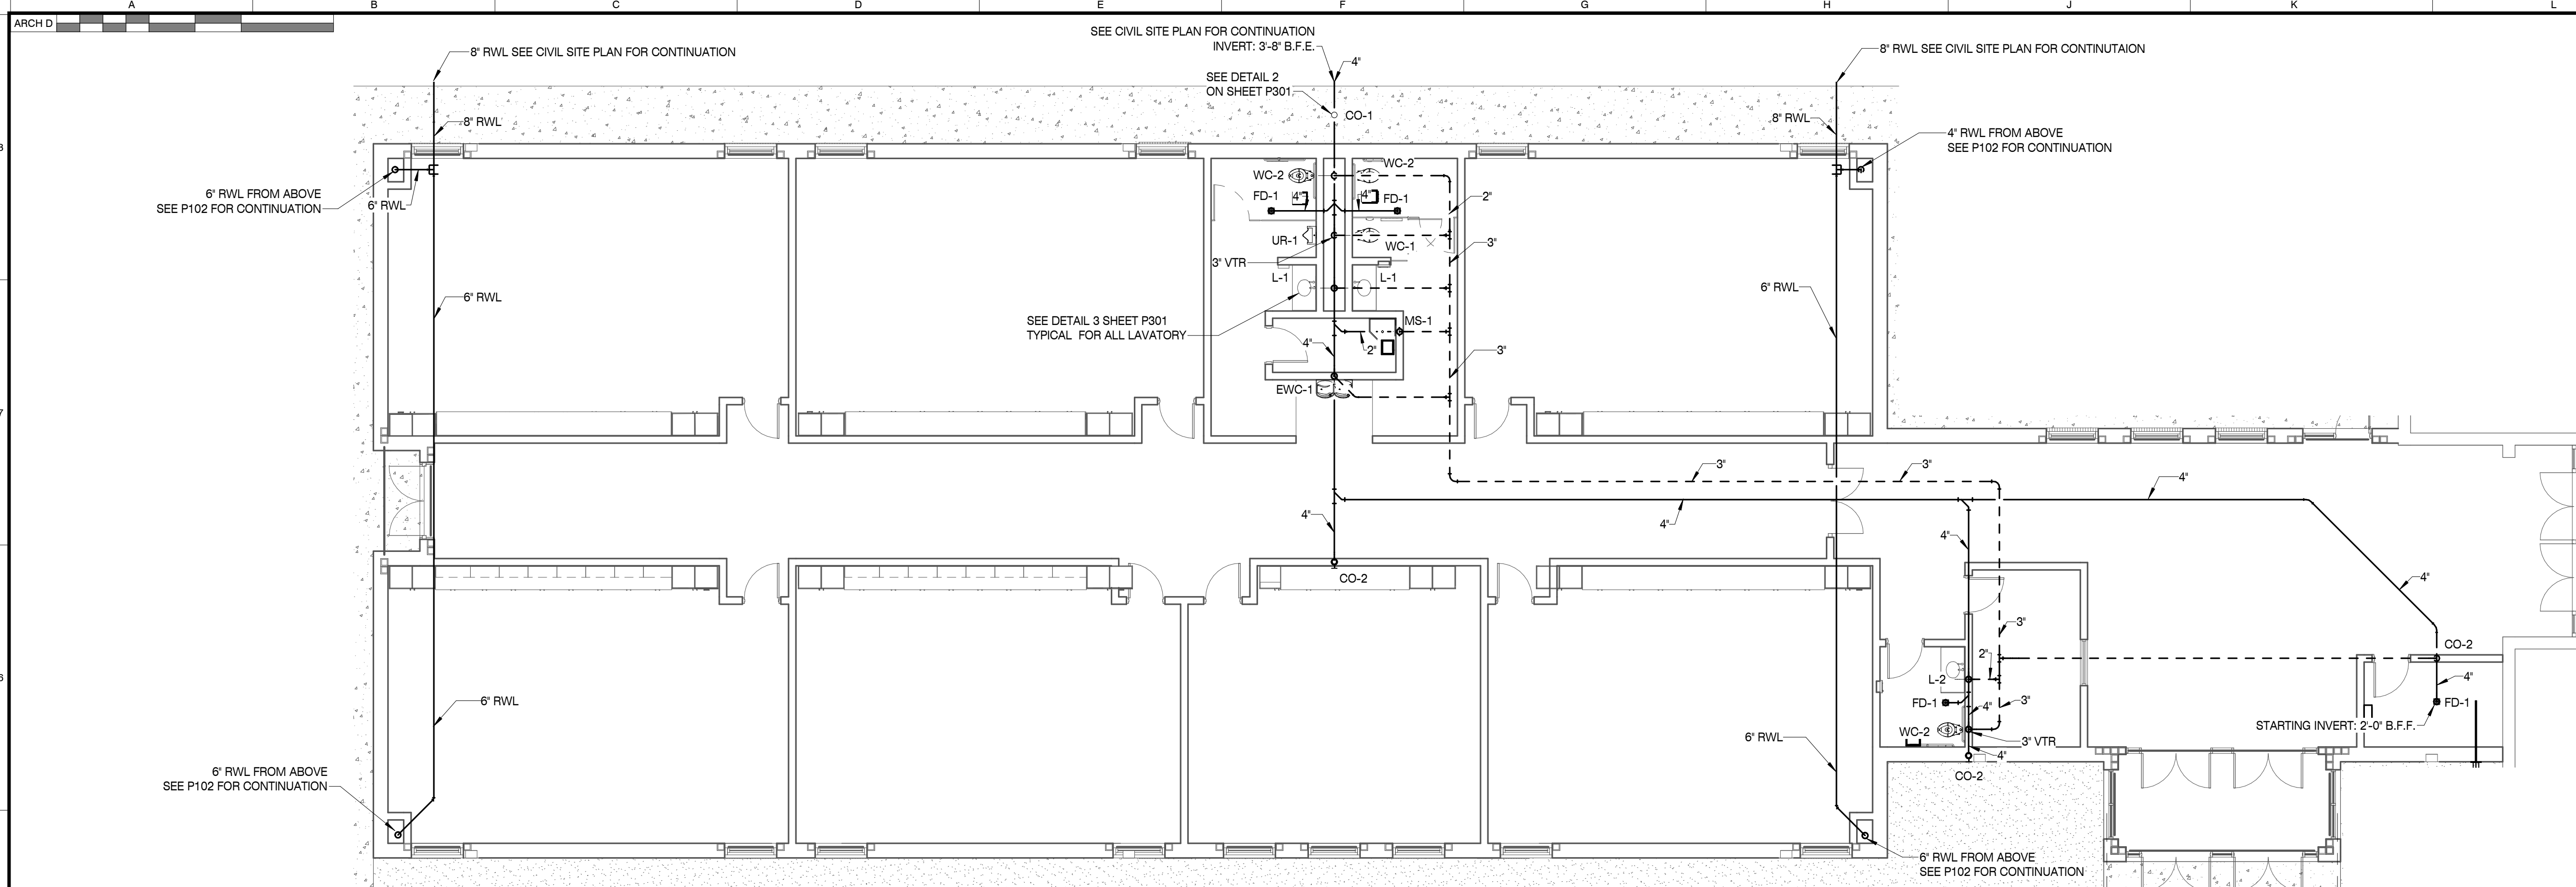 A B C D E F G H J K L
ARCH D
SEE CIVIL SITE PLAN FOR CONTINUATION
INVERT: 3'-8" B.F.E.
8" RWL SEE CIVIL SITE PLAN FOR CONTINUATION
8" RWL SEE CIVIL SITE PLAN FOR CONTINUTAION
4"
SEE DETAIL 2
ON SHEET P301
CO-1
8" RWL
8" RWL
8
4" RWL FROM ABOVE
SEE P102 FOR CONTINUATION
WC-2
WC-2
6" RWL FROM ABOVE
SEE P102 FOR CONTINUATION
6" RWL
FD-1
4"
4"
FD-1
2"
UR-1
WC-1
3"
3" VTR
L-1
L-1
6" RWL
6" RWL
SEE DETAIL 3 SHEET P301
TYPICAL FOR ALL LAVATORY
MS-1
4"
2"
3"
EWC-1
7
3"
3"
4"
4"
4"
4"
CO-2
4"
3"
CO-2
2"
L-2
4"
6
6" RWL
FD-1
4"
3"
FD-1
STARTING INVERT: 2'-0" B.F.F.
WC-2
3" VTR
6" RWL
4"
CO-2
6" RWL FROM ABOVE
SEE P102 FOR CONTINUATION
6" RWL FROM ABOVE
SEE P102 FOR CONTINUATION
4"